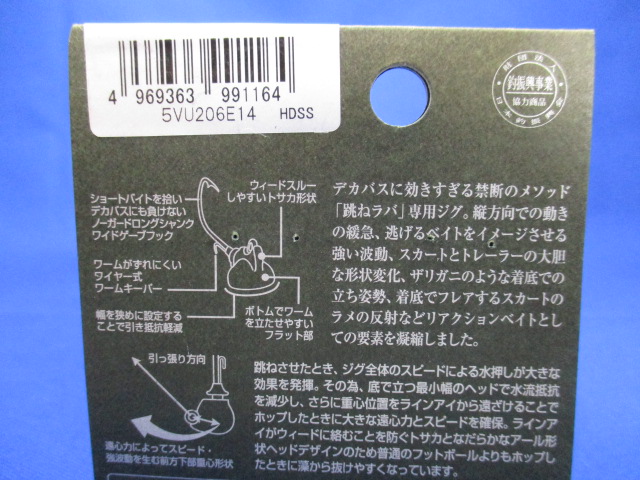 4 969363 991164
5VU206E14 HDSS
財団法人
釣振興事業
協力商品
日本釣振興会
ショートバイトを拾い
デカバスにも負けない
ノーガードロングシャンク
ワイドゲープフック
ウィードスルー
しやすいトサカ形状
ワームがずれにくい
ワイヤー式
ワームキーパー
幅を狭めに設定する
ことで引き抵抗軽減
ボトムでワーム
を立たせやすい
フラット部
デカバスに効きすぎる禁断のメソッド
「跳ねラバ」専用ジグ。縦方向での動き
の緩急、逃げるベイトをイメージさせる
強い波動、スカートとトレーラーの大胆
な形状変化、ザリガニのような着底での
立ち姿勢、着底でフレアするスカートの
ラメの反射などリアクションベイトとし
ての要素を凝縮しました。
引っ張り方向
遠心力によってスピード・
強波動を生む前方下部重心形状
跳ねさせたとき、ジグ全体のスピードによる水押しが大きな
効果を発揮。その為、底で立つ最小幅のヘッドで水流抵抗
を減少し、さらに重心位置をラインアイから遠ざけることで
ホップしたときに大きな遠心力とスピードを確保。ラインア
イがウィードに絡むことを防ぐトサカとなだらかなアール形
状ヘッドデザインのため普通のフットボールよりもホップし
たときに藻から抜けやすくなっています。